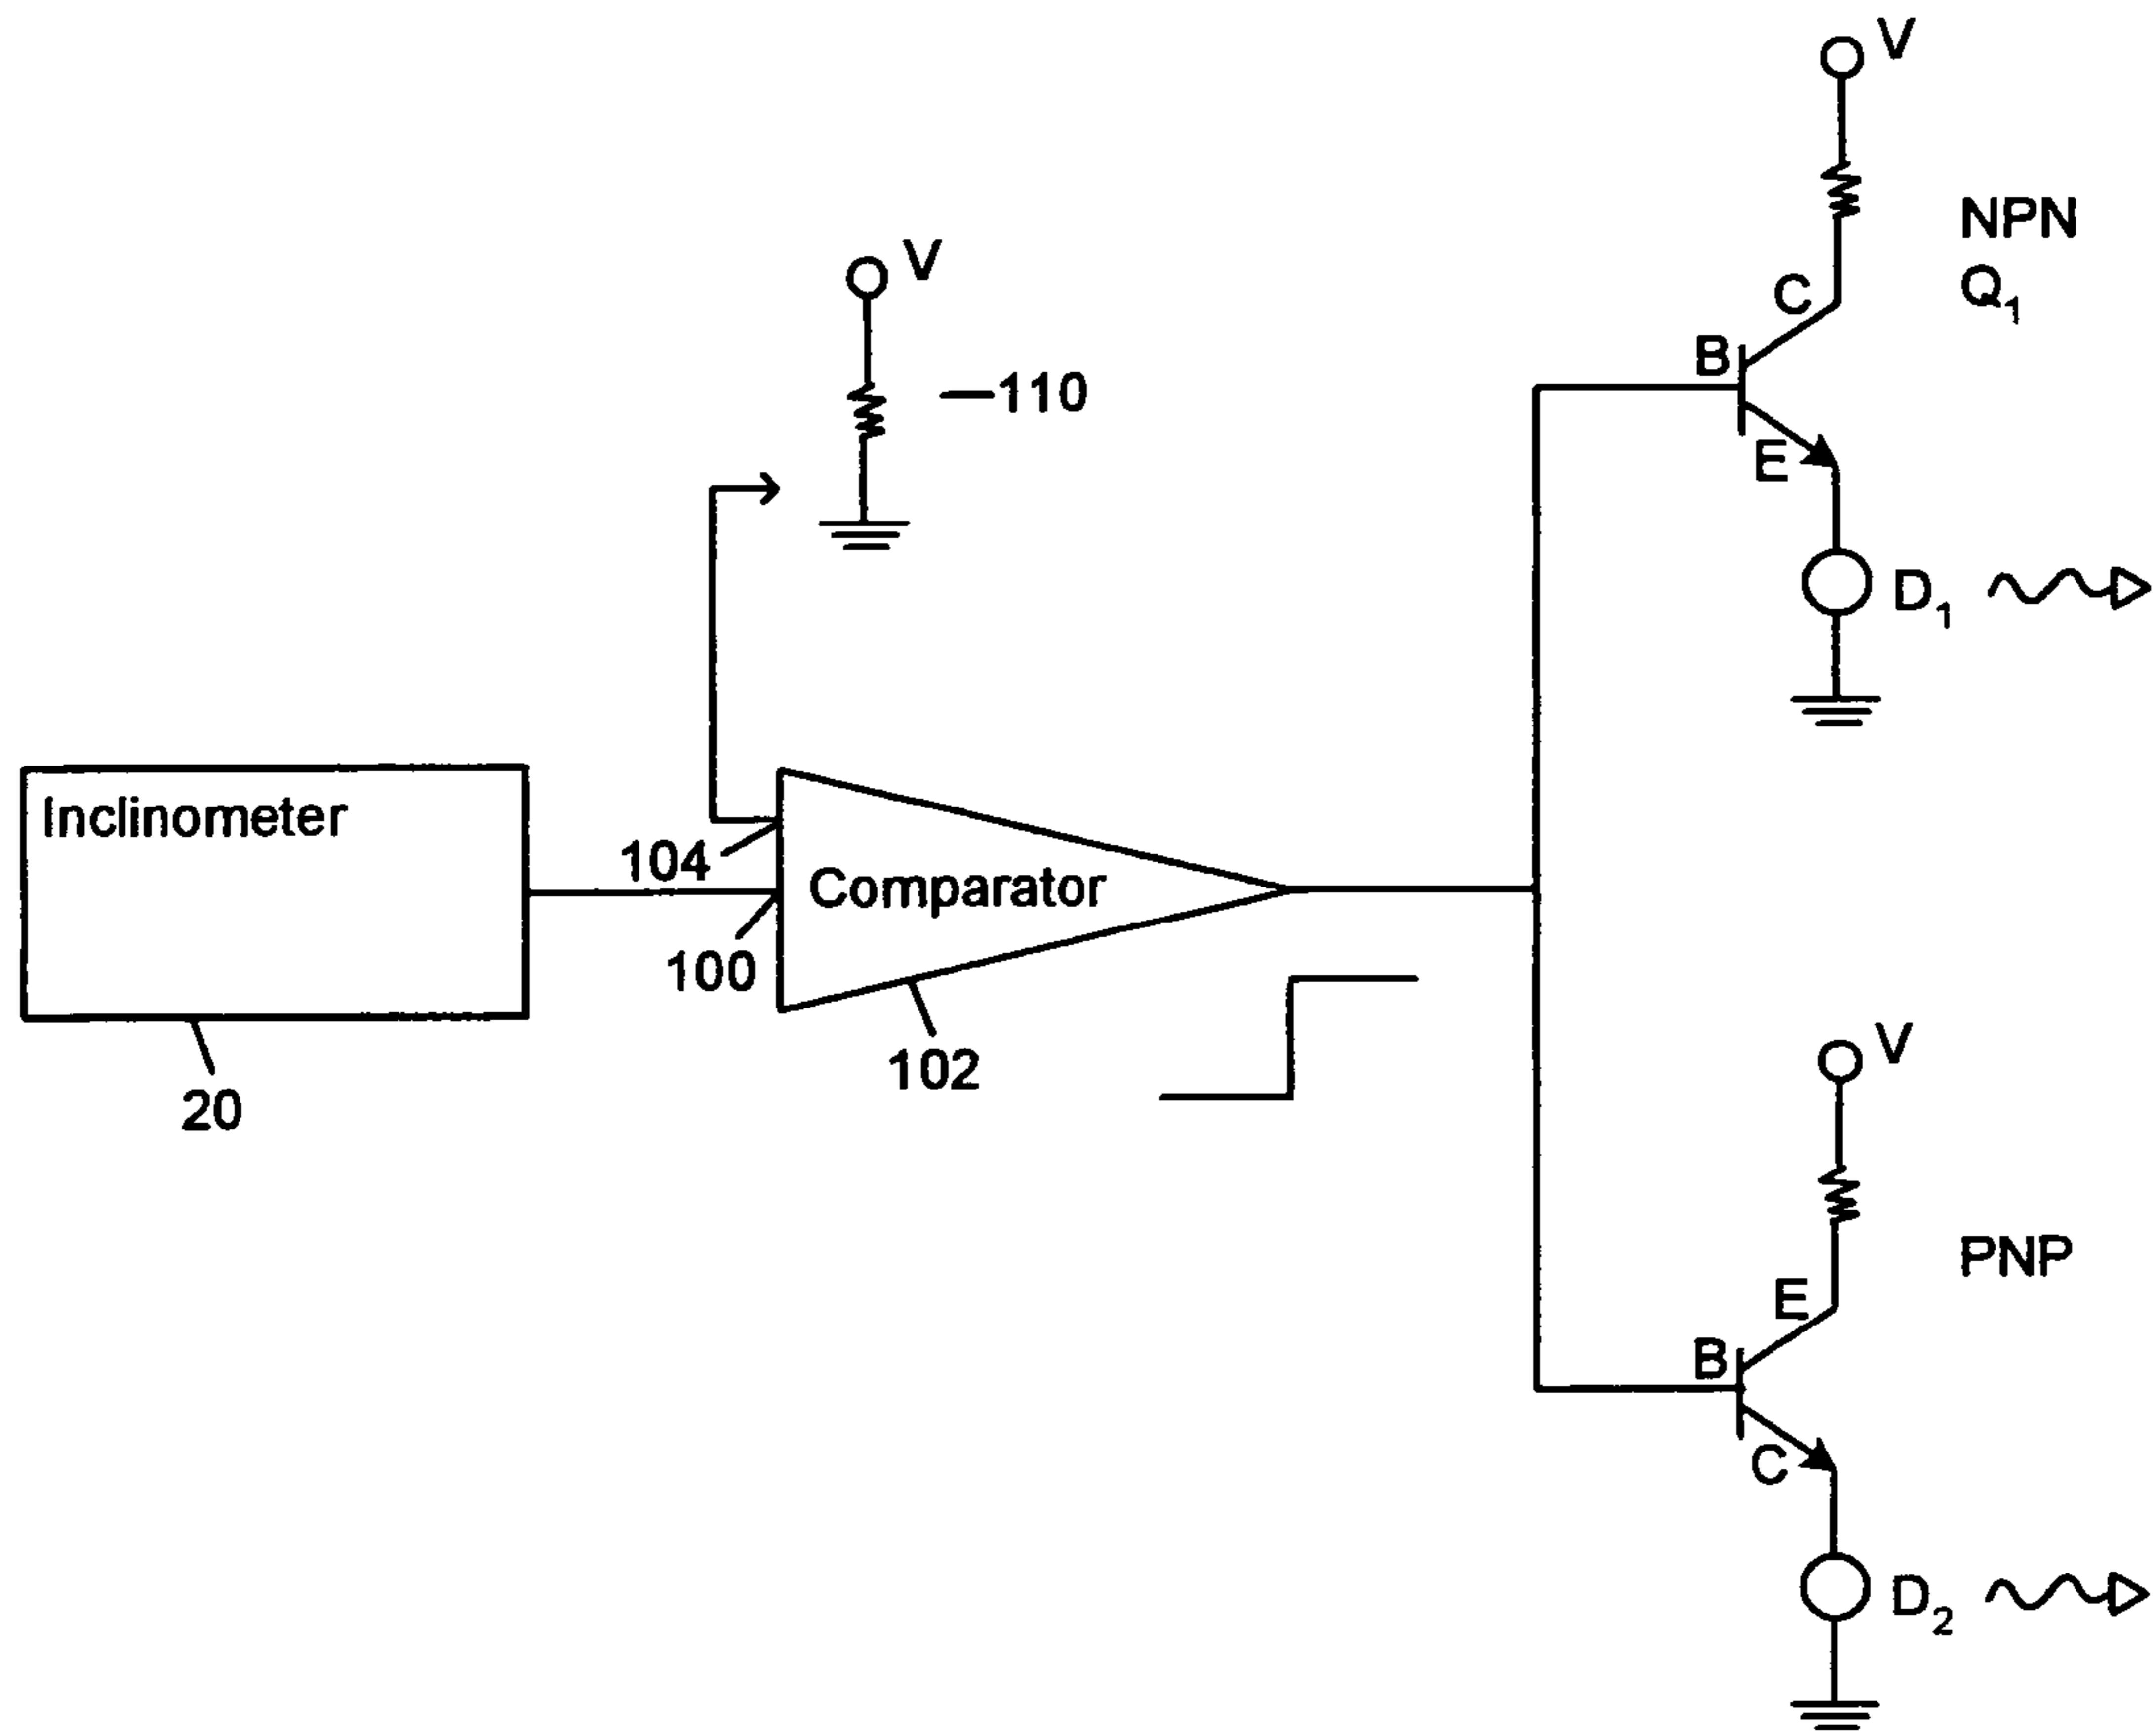 V
NPN
Q1
C
B
E
D1
V
110
Inclinometer
104
Comparator
100
102
20
V
PNP
E
B
C
D2